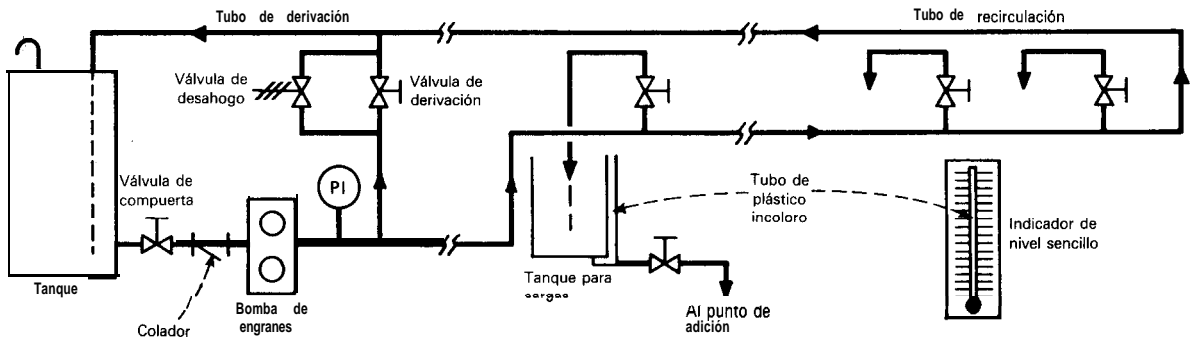 Tubo de derivación
Tubo de recirculación
Válvula de
desahogo
Válvula de
derivación
Válvula de
compuerta
PI
Tubo de
plástico
incoloro
Indicador de
nivel sencillo
Tanque
Colador
Bomba de
engranes
Tanque para
Al punto de
adición